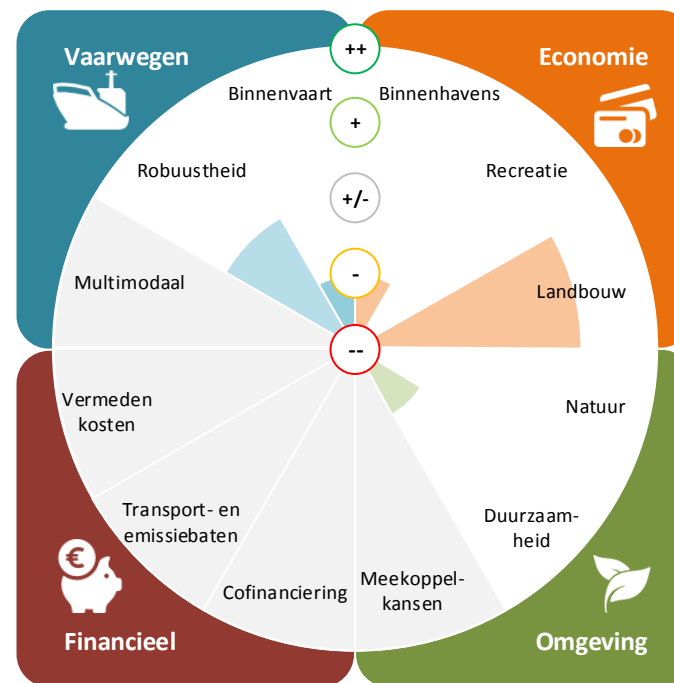 Vaarwegen
++
Economie
Binnenvaart
Binnenhavens
+
Robuustheid
Recreatie
+/-
Multimodaal
-
Landbouw
--
Vermeden
kosten
Natuur
Transport- en
emissiebaten
Duurzaam-
heid
Cofinanciering
Meekoppel-
kansen
€
Financieel
Omgeving